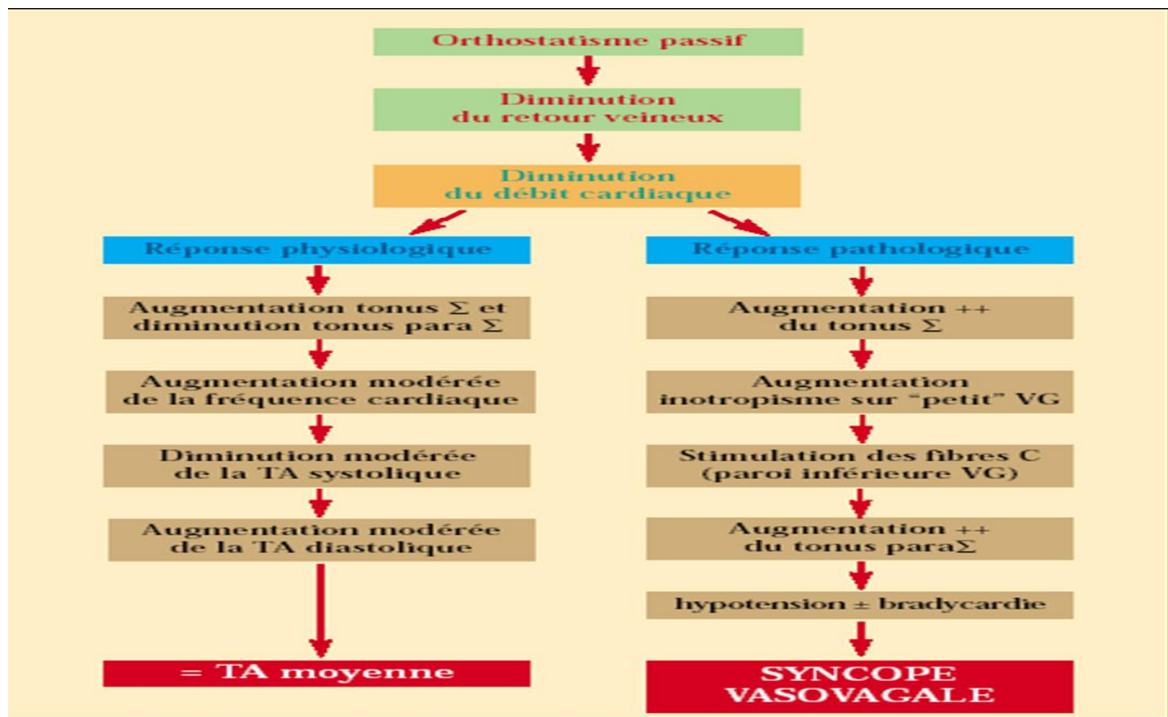 Orthostatisme passif
Diminution
du retour veineux
Diminution
du débit cardiaque
Réponse physiologique
Augmentation tonus Σ et
diminution tonus para Σ
Augmentation modérée
de la fréquence cardiaque
Diminution modérée
de la TA systolique
Augmentation modérée
de la TA diastolique
= TA moyenne
Réponse pathologique
Augmentation ++
du tonus Σ
Augmentation
inotropisme sur “petit” VG
Stimulation des fibres C
(paroi inférieure VG)
Augmentation ++
du tonus paraΣ
hypotension ± bradycardie
SYNCOPE
VASOVAGALE